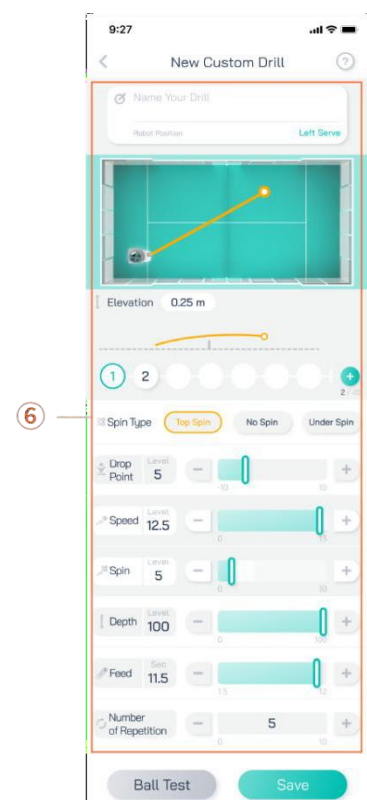 9:27
New Custom Drill ?
Name Your Drill
Robot Position Left Serve
Elevation 0.25 m
1 2 +
⑥ Spin Type Top Spin No Spin Under Spin
Drop Point Level 5 − +
-10 10
Speed Level 12.5 − +
0 15
Spin Level 5 − +
0 10
Depth Level 100 − +
0 100
Feed Sec 11.5 − +
1.5 12
Number of Repetition − 5 +
0 10
Ball Test Save